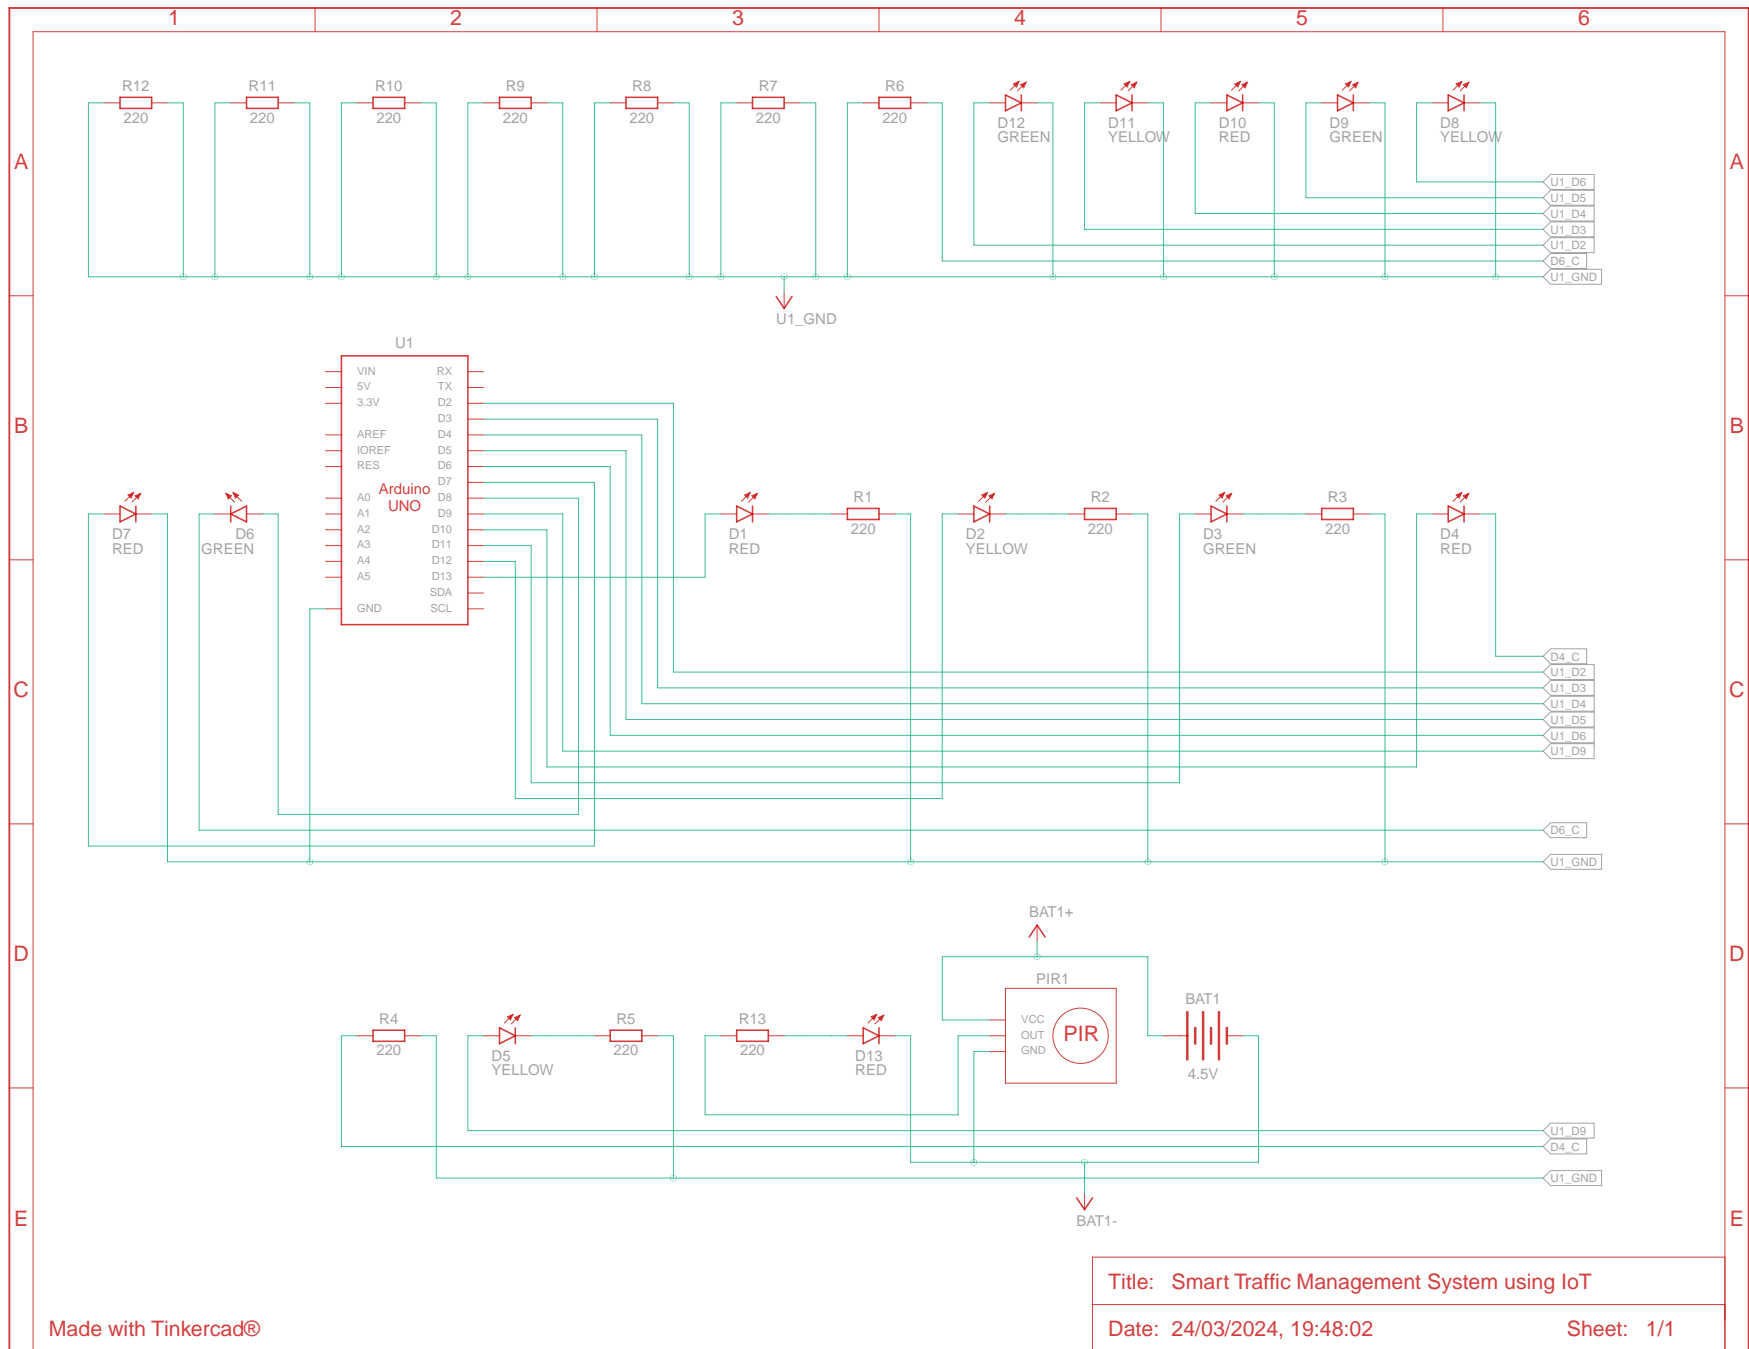 1 2 3 4 5 6
R12 R11 R10 R9 R8 R7 R6
220 220 220 220 220 220 220
D12 D11 D10 D9 D8
GREEN YELLOW RED GREEN YELLOW
A A
U1_D6
U1_D5
U1_D4
U1_D3
U1_D2
D6_C
U1_GND
U1_GND
U1
VIN RX
5V TX
3.3V D2
D3
B B
AREF D4
IOREF D5
RES D6
D7
Arduino
UNO
A0 D8
A1 D9
A2 D10
A3 D11
A4 D12
A5 D13
SDA
GND SCL
R1 R2 R3
220 220 220
D7 D6 D1 D2 D3 D4
RED GREEN RED YELLOW GREEN RED
D4_C
U1_D2
C C
U1_D3
U1_D4
U1_D5
U1_D6
U1_D9
D6_C
U1_GND
BAT1+
D D
PIR1
BAT1
R4 R5 R13
VCC
OUT
GND
PIR
220 220 220
D5 D13
YELLOW RED
4.5V
U1_D9
D4_C
U1_GND
BAT1-
E E
Title: Smart Traffic Management System using IoT
Made with Tinkercad®
Date: 24/03/2024, 19:48:02 Sheet: 1/1